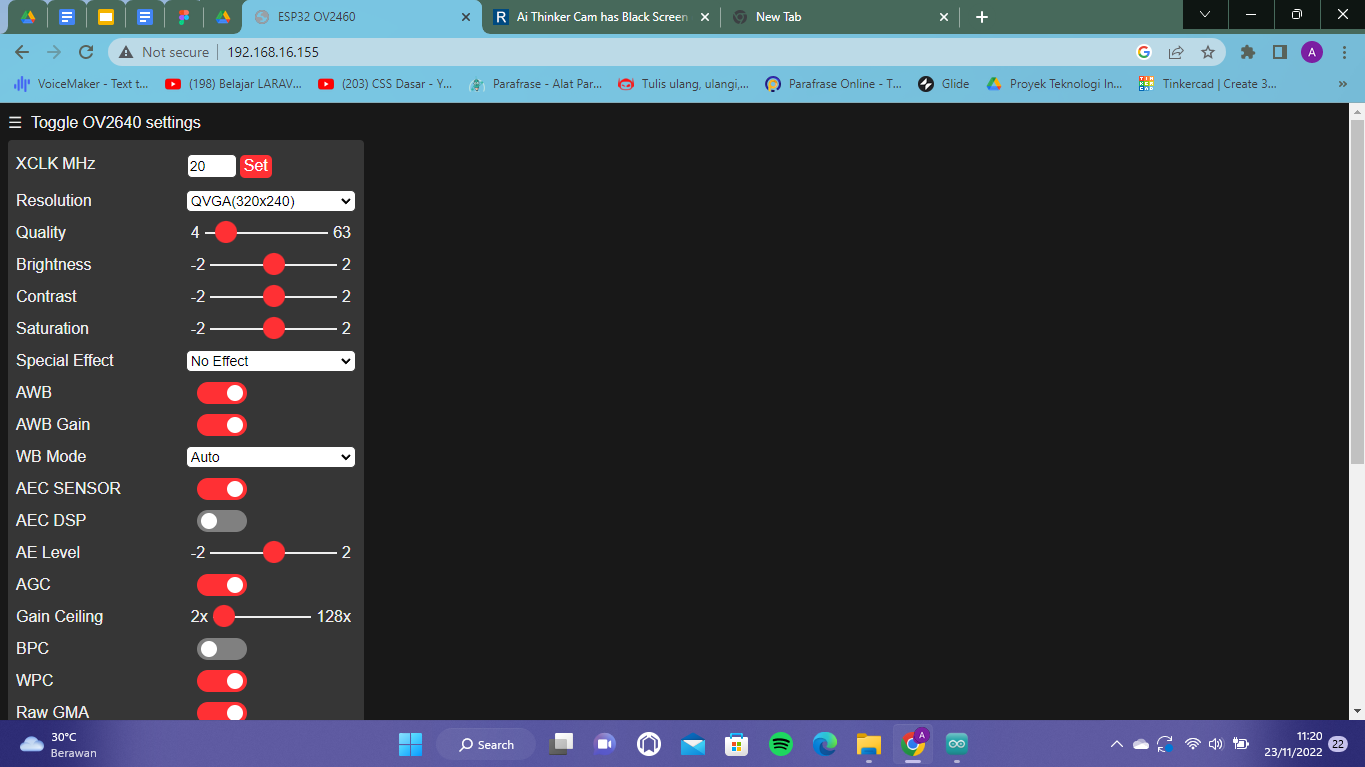 ESP32 OV2460
Ai Thinker Cam has Black Screen
New Tab
Not secure
192.168.16.155
A
VoiceMaker - Text t...
(198) Belajar LARAV...
(203) CSS Dasar - Y...
Parafrase - Alat Par...
Tulis ulang, ulangi,...
Parafrase Online - T...
Glide
Proyek Teknologi In...
Tinkercad | Create 3...
»
☰ Toggle OV2640 settings
XCLK MHz 20 Set
Resolution QVGA(320x240)
Quality 4 63
Brightness -2 2
Contrast -2 2
Saturation -2 2
Special Effect No Effect
AWB
AWB Gain
WB Mode Auto
AEC SENSOR
AEC DSP
AE Level -2 2
AGC
Gain Ceiling 2x 128x
BPC
WPC
Raw GMA
30°C
Berawan
Search
A
11:20
23/11/2022
22